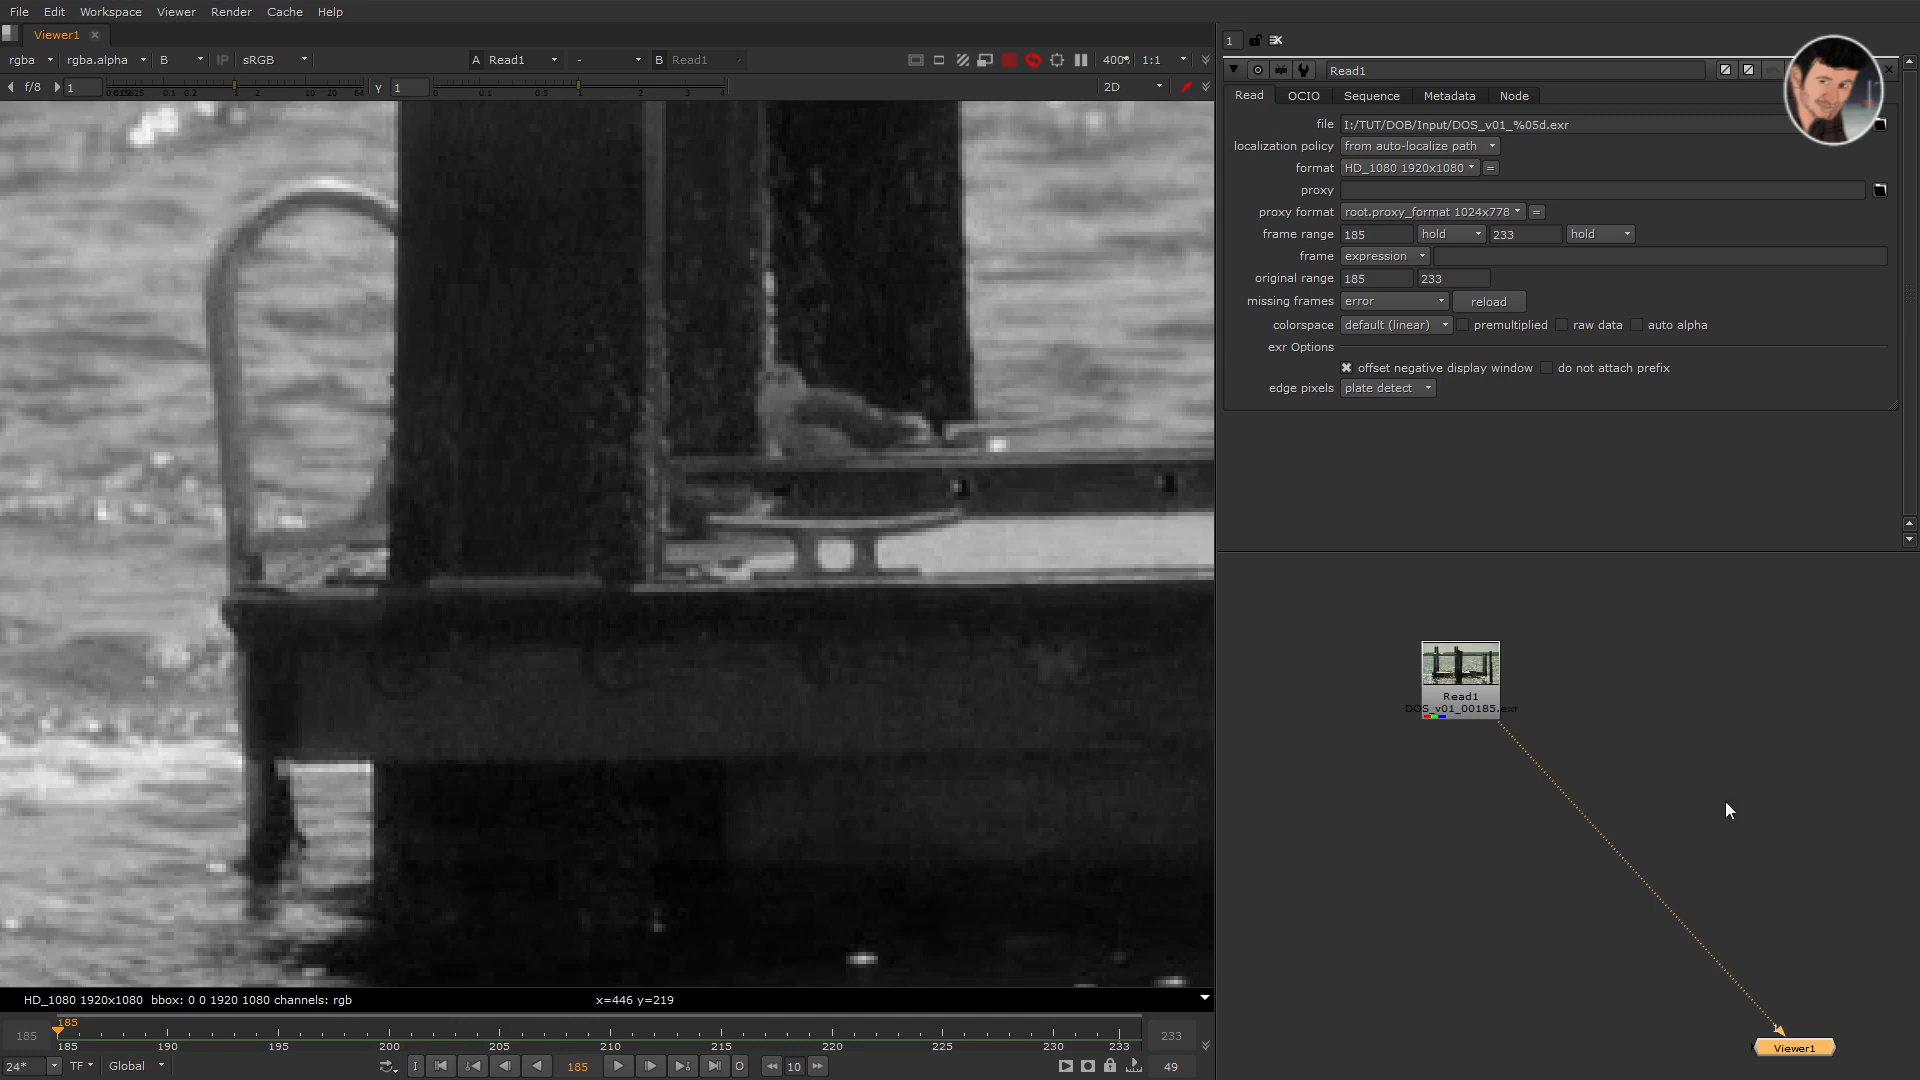 File Edit Workspace Viewer Render Cache Help
Viewer1
rgba rgba.alpha B IP sRGB A Read1 - B Read1 400% 1:1
f/8 1 γ 1 2D
1
Read1
Read OCIO Sequence Metadata Node
file I:/TUT/DOB/Input/DOS_v01_%05d.exr
localization policy from auto-localize path
format HD_1080 1920x1080 =
proxy
proxy format root.proxy_format 1024x778 =
frame range 185 hold 233 hold
frame expression
original range 185 233
missing frames error reload
colorspace default (linear) premultiplied raw data auto alpha
exr Options
offset negative display window do not attach prefix
edge pixels plate detect
Read1
DOS_v01_00185.exr
1
Viewer1
HD_1080 1920x1080 bbox: 0 0 1920 1080 channels: rgb x=446 y=219
185
185 233
185 190 195 200 205 210 215 220 225 230 233
24* TF Global I 185 O 10 49